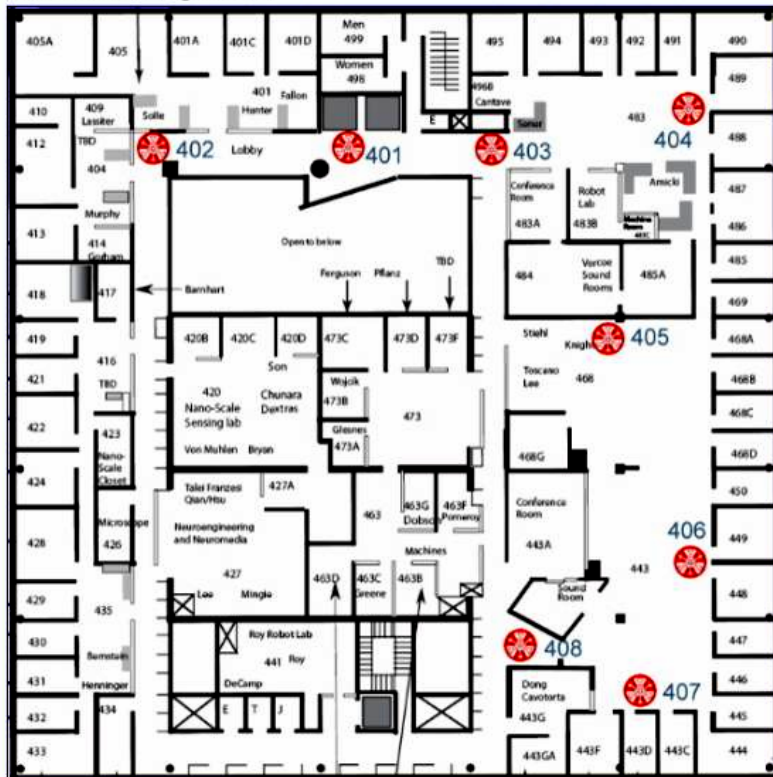 405A
405
401A
401C
401D
Men
499
Women
498
495
494
493
492
491
490
489
488
487
486
485
469
468A
468B
468C
468D
450
449
448
447
446
445
444
401
Fallon
Hunter
Solle
Lobby
402
401
403
404
496B
Cantave
E
483
410
409
Lassiter
TBD
412
404
Murphy
413
414
Gorham
418
417
Barnhart
Open to below
Ferguson
Pflanz
TBD
Conference
Room
483A
Robot
Lab
483B
484
Vercoe
Sound
Rooms
485A
Stiehl
Knight
405
Toscano
Lee
468
419
416
421
TBD
422
423
Nano-
Scale
Closet
424
Microscope
426
428
429
435
430
Bernstein
431
Henninger
432
434
433
420B
420C
420D
Son
420
Nano-Scale
Sensing lab
Chunara
Dextras
Von Muhlen
Bryan
473C
473D
473F
Wojcik
473B
473
Glesnes
473A
468G
Talei Franzesi
Qian/Hsu
427A
Neuroengineering
and Neuromedia
427
Lee
Mingle
463
463G
Dobson
463F
Pomeroy
Machines
463D
463C
Greene
463B
Conference
Room
443A
443
406
Sound
Room
408
407
Roy Robot Lab
441
Roy
DeCamp
E
T
J
Dong
Cavotorta
443G
443GA
443F
443D
443C